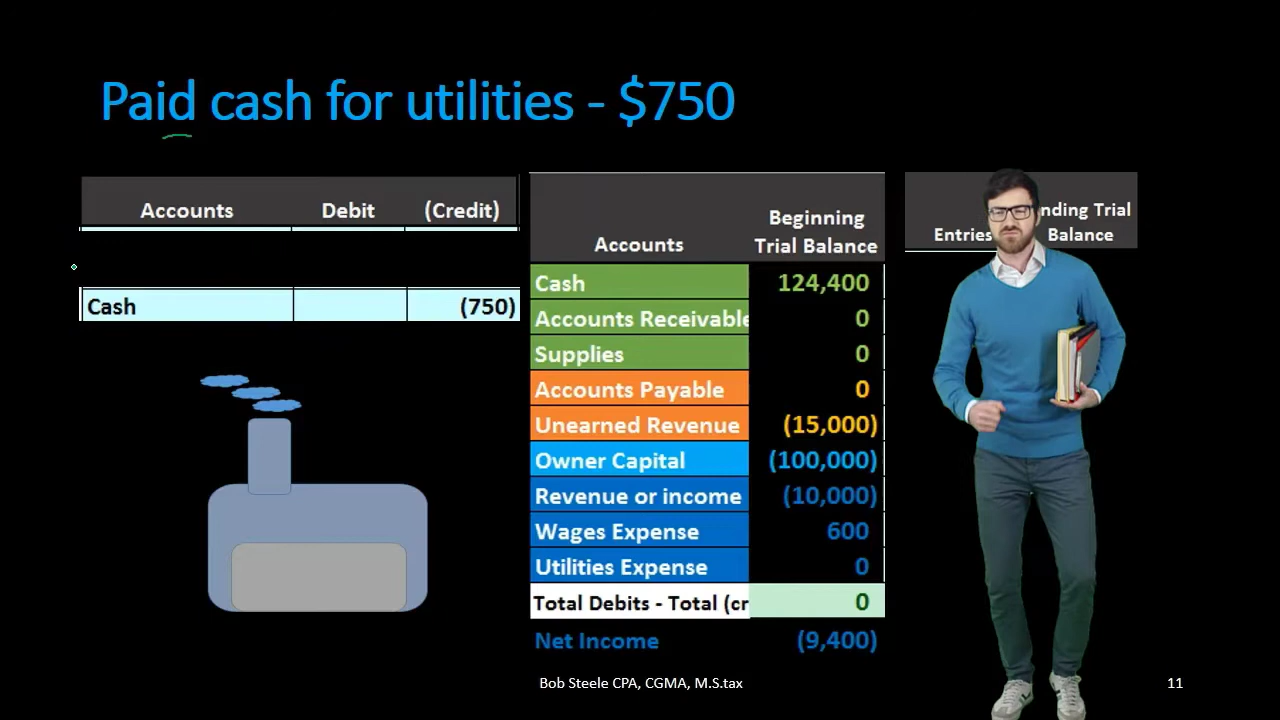 Paid cash for utilities - $750
Accounts Debit (Credit)
Cash (750)
Accounts Beginning Trial Balance
Cash 124,400
Accounts Receivable 0
Supplies 0
Accounts Payable 0
Unearned Revenue (15,000)
Owner Capital (100,000)
Revenue or income (10,000)
Wages Expense 600
Utilities Expense 0
Total Debits - Total (cr 0
Net Income (9,400)
Entries nding Trial Balance
Bob Steele CPA, CGMA, M.S.tax
11